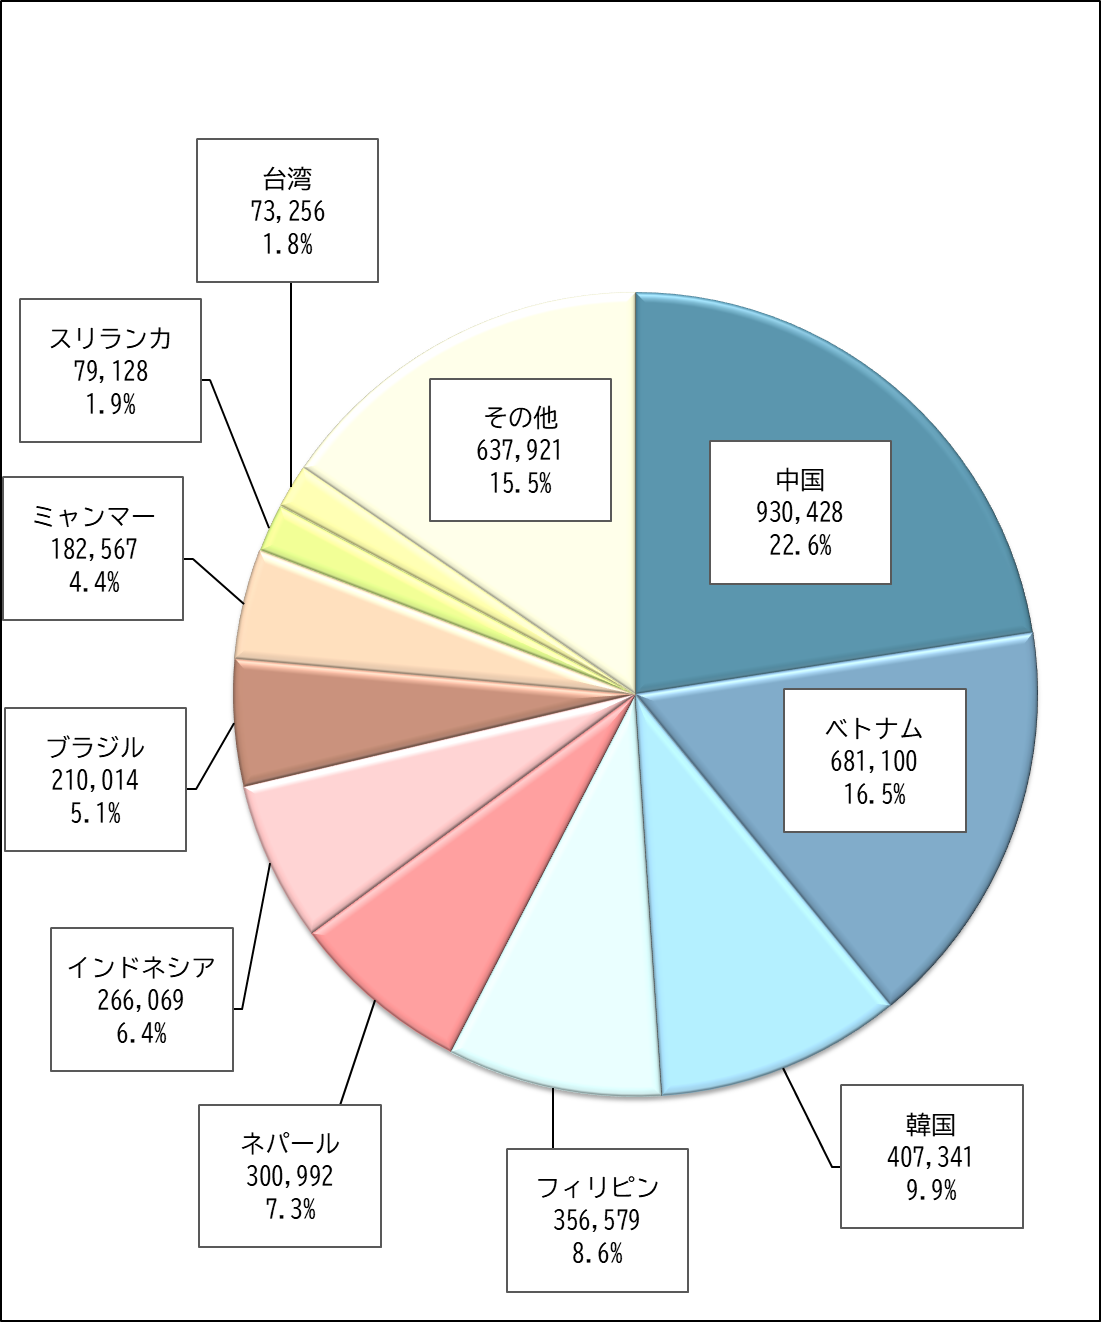 台湾
73,256
1.8%
スリランカ
79,128
1.9%
その他
637,921
15.5%
中国
930,428
22.6%
ミャンマー
182,567
4.4%
ベトナム
681,100
16.5%
ブラジル
210,014
5.1%
インドネシア
266,069
6.4%
ネパール
300,992
7.3%
フィリピン
356,579
8.6%
韓国
407,341
9.9%